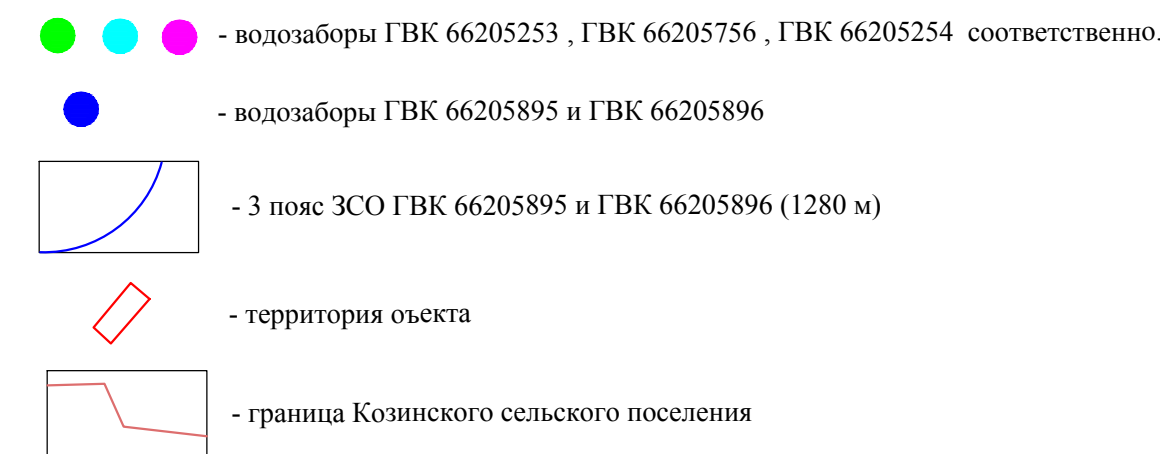 - водозаборы ГВК 66205253 , ГВК 66205756 , ГВК 66205254 соответственно.
- водозаборы ГВК 66205895 и ГВК 66205896
- 3 пояс ЗСО ГВК 66205895 и ГВК 66205896 (1280 м)
- территория оъекта
- граница Козинского сельского поселения